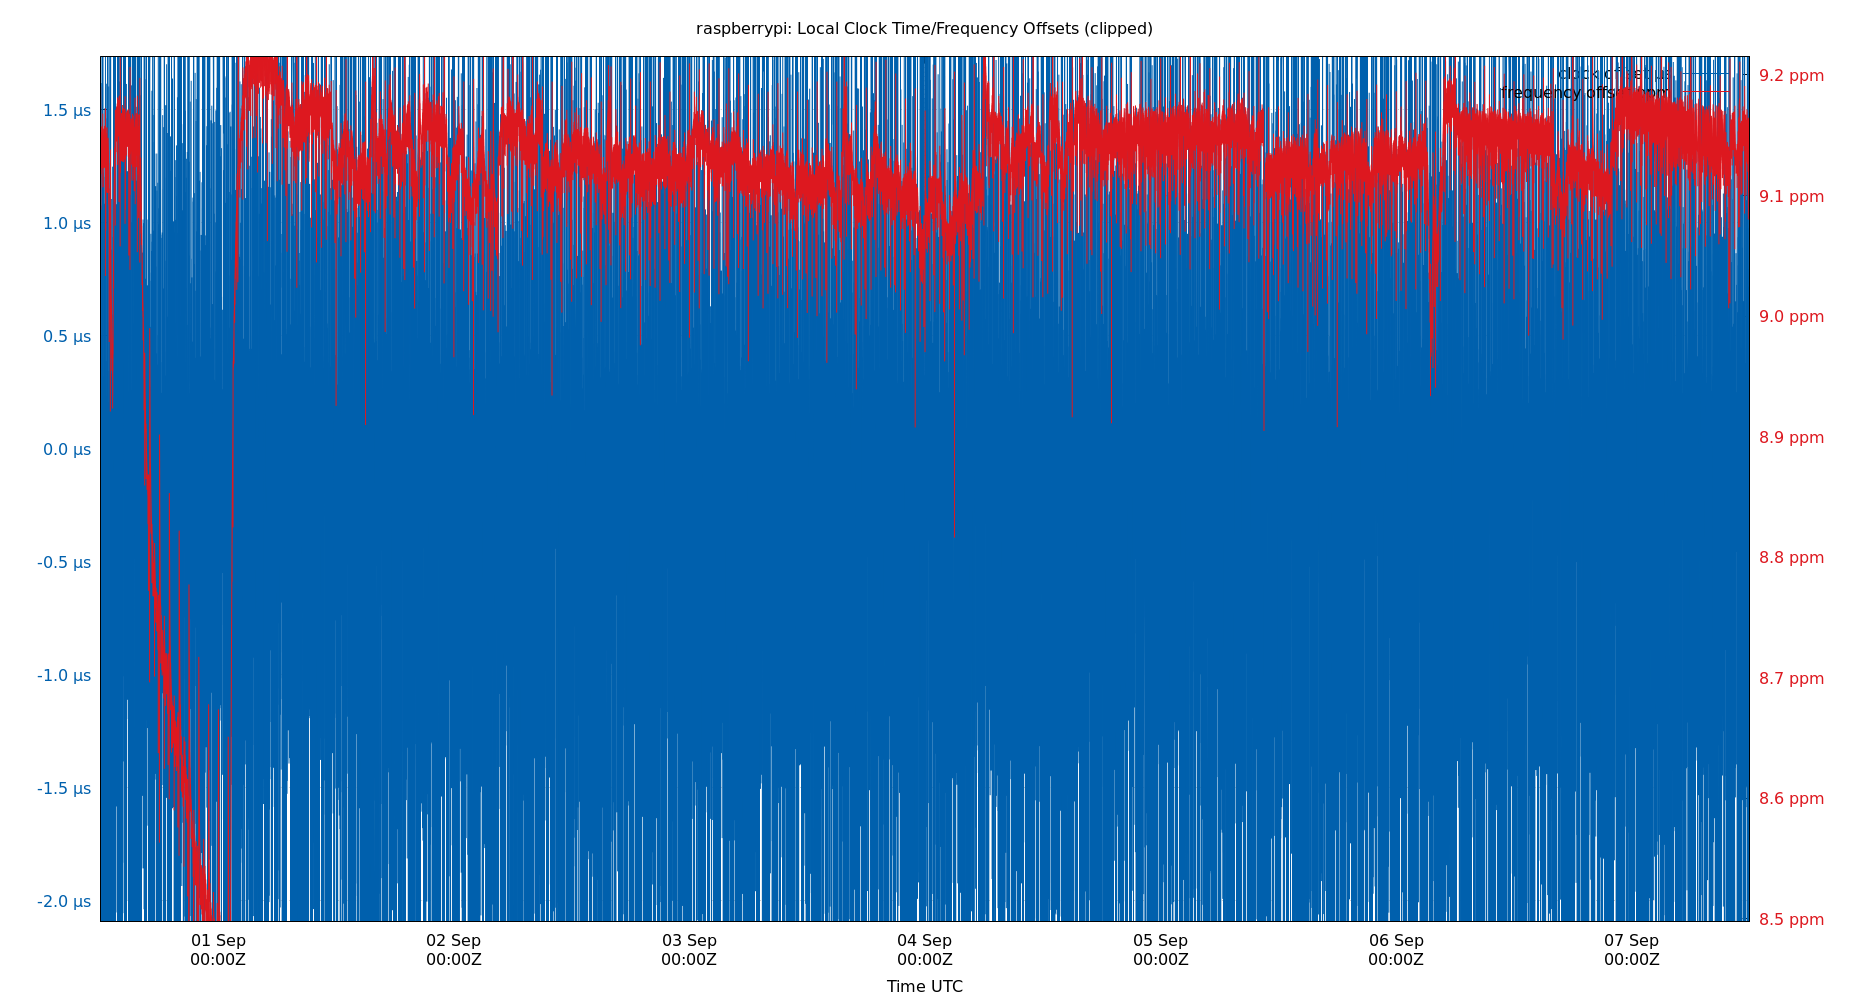 raspberrypi: Local Clock Time/Frequency Offsets (clipped)
clock offset µs
frequency offset ppm
1.5 µs
1.0 µs
0.5 µs
0.0 µs
-0.5 µs
-1.0 µs
-1.5 µs
-2.0 µs
9.2 ppm
9.1 ppm
9.0 ppm
8.9 ppm
8.8 ppm
8.7 ppm
8.6 ppm
8.5 ppm
01 Sep
00:00Z
02 Sep
00:00Z
03 Sep
00:00Z
04 Sep
00:00Z
05 Sep
00:00Z
06 Sep
00:00Z
07 Sep
00:00Z
Time UTC